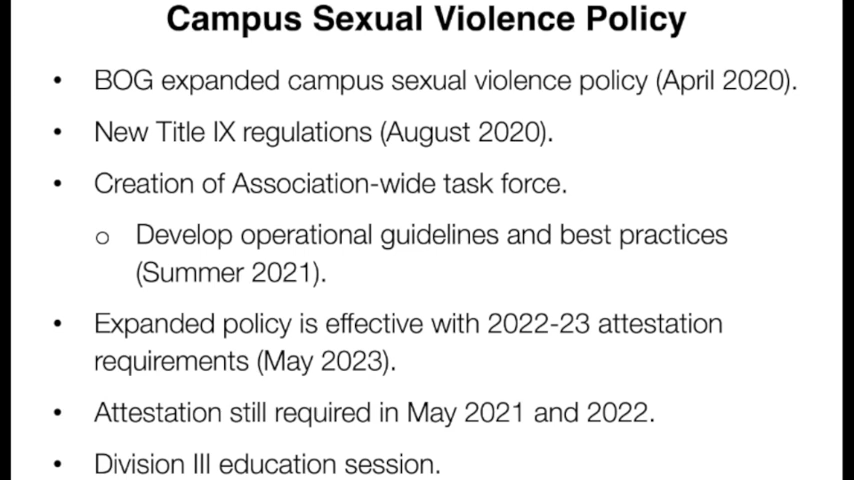 Campus Sexual Violence Policy
• BOG expanded campus sexual violence policy (April 2020).
• New Title IX regulations (August 2020).
• Creation of Association-wide task force.
o Develop operational guidelines and best practices
(Summer 2021).
• Expanded policy is effective with 2022-23 attestation
requirements (May 2023).
• Attestation still required in May 2021 and 2022.
• Division III education session.